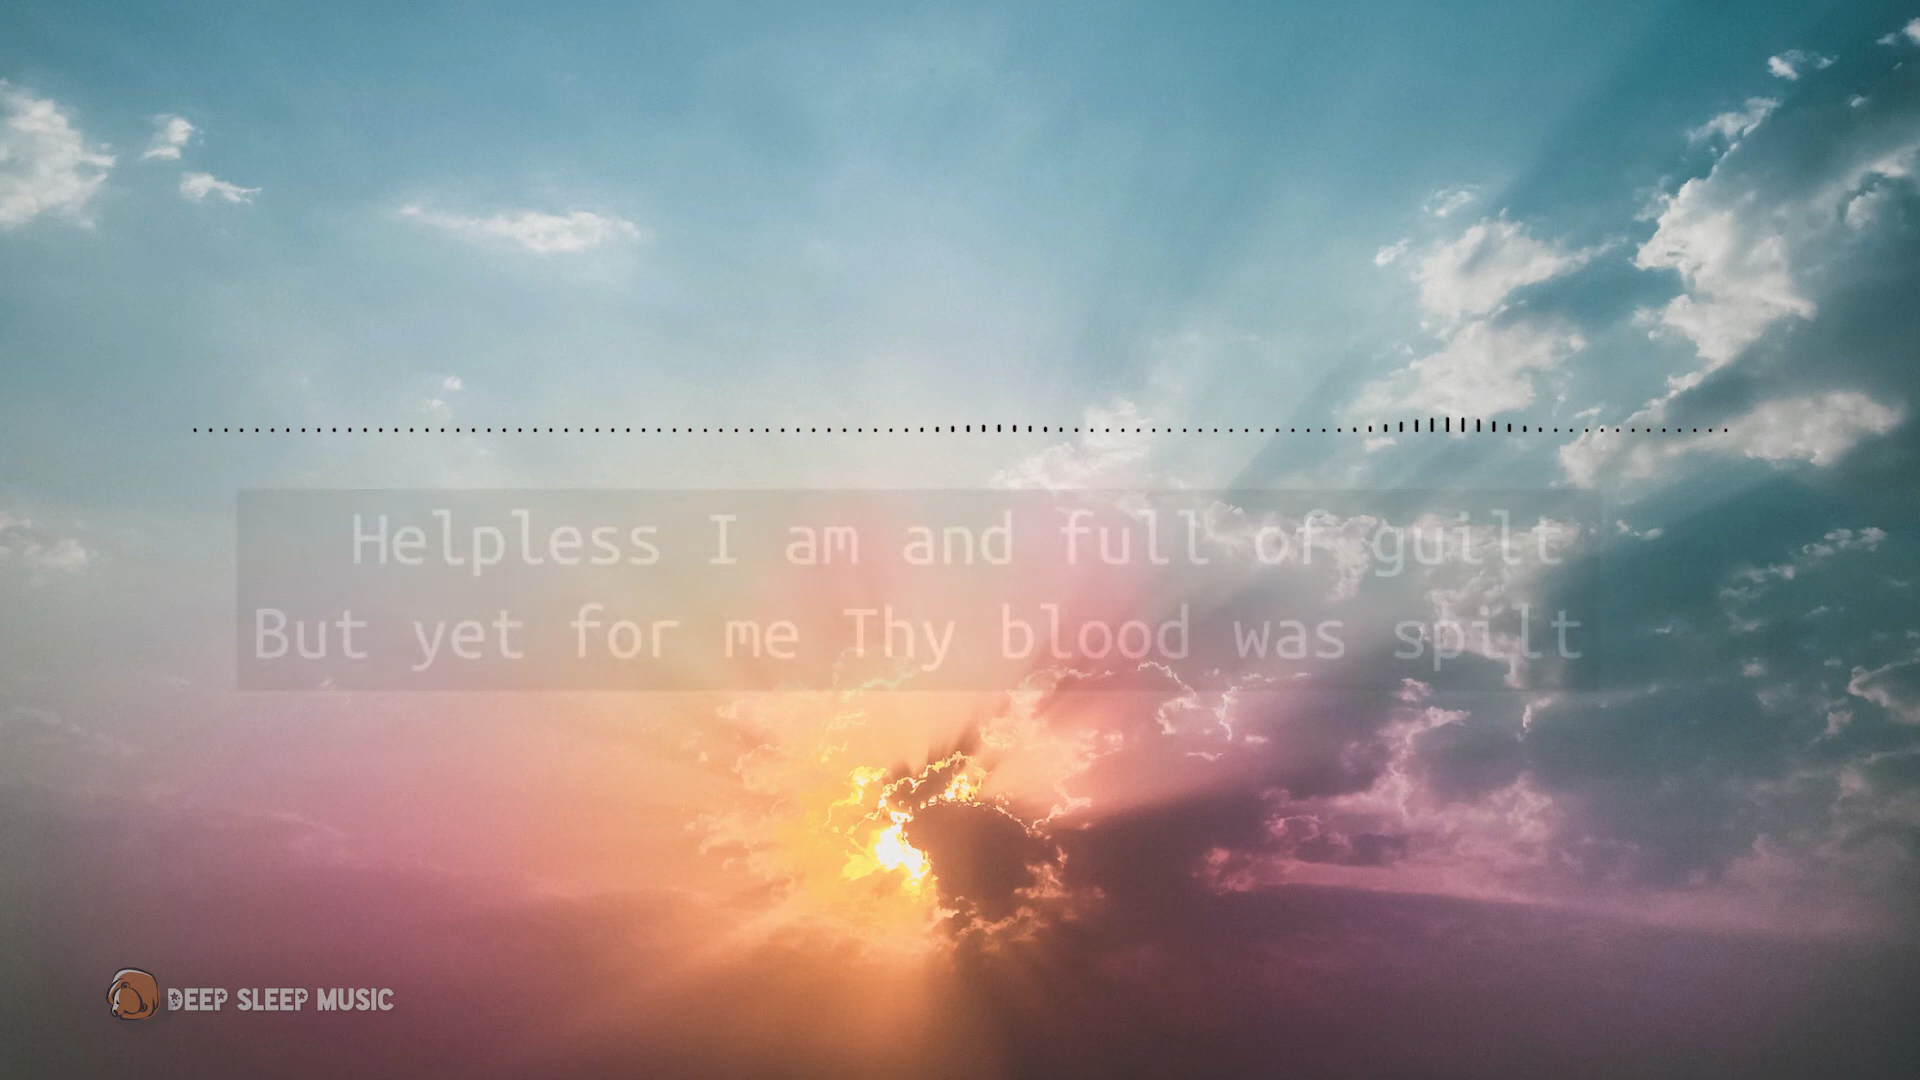 Helpless I am and full of guilt
But yet for me Thy blood was spilt
DEEP SLEEP MUSIC